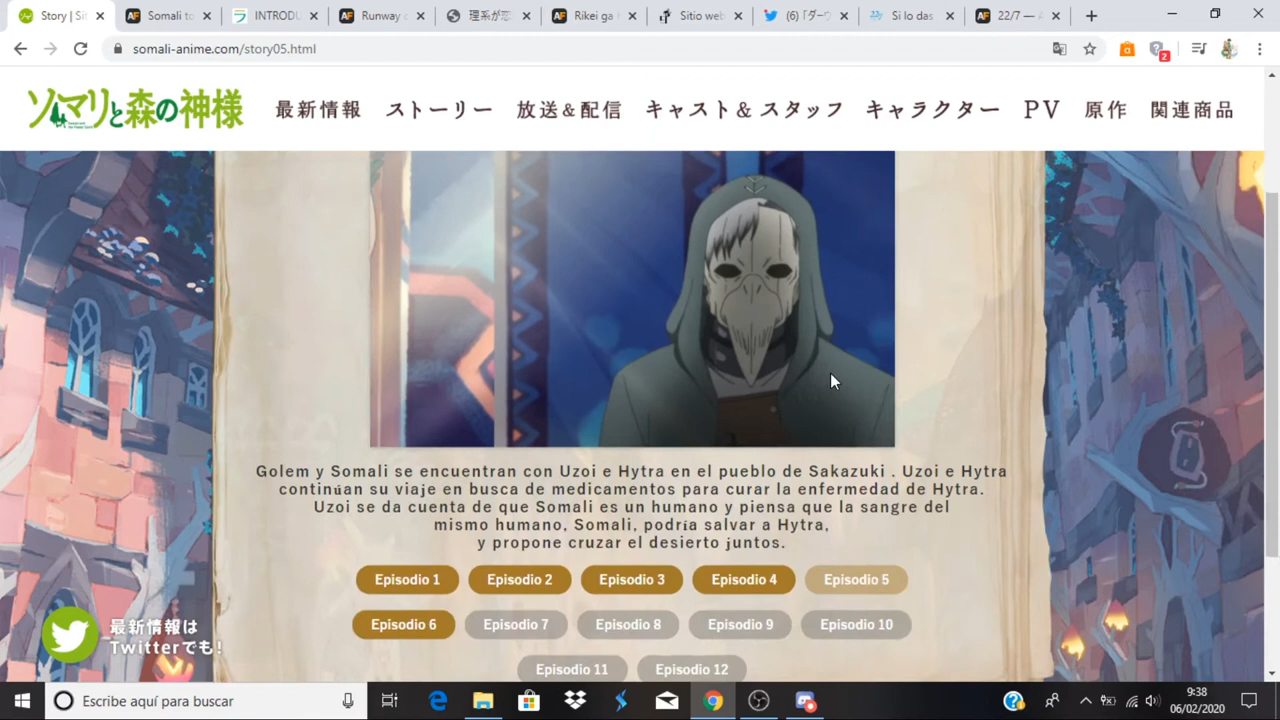 Story | Sit
Somali to
INTRODU
Runway d
理系が恋
Rikei ga K
Sitio web
(6)「ダーウ
Si lo das
22/7 — A
somali-anime.com/story05.html
2
ソマリと森の神様
最新情報 ストーリー 放送&配信 キャスト&スタッフ キャラクター PV 原作 関連商品
Golem y Somali se encuentran con Uzoi e Hytra en el pueblo de Sakazuki . Uzoi e Hytra
continúan su viaje en busca de medicamentos para curar la enfermedad de Hytra.
Uzoi se da cuenta de que Somali es un humano y piensa que la sangre del
mismo humano, Somali, podría salvar a Hytra,
y propone cruzar el desierto juntos.
Episodio 1 Episodio 2 Episodio 3 Episodio 4 Episodio 5
Episodio 6 Episodio 7 Episodio 8 Episodio 9 Episodio 10
Episodio 11 Episodio 12
最新情報は
Twitterでも!
Escribe aquí para buscar
9:38
06/02/2020